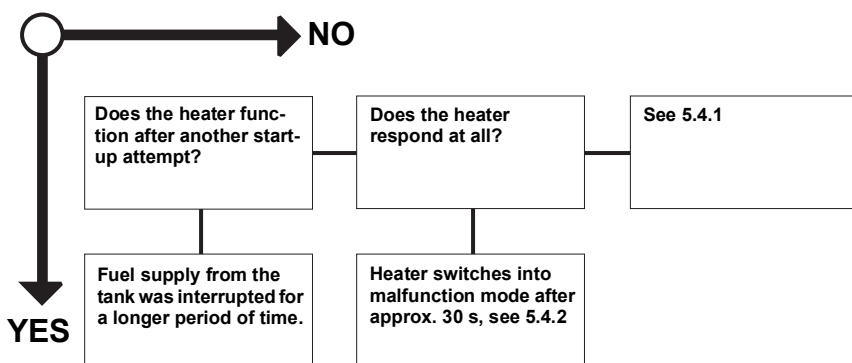 NO
Does the heater func-
tion after another start-
up attempt?
Does the heater
respond at all?
See 5.4.1
Fuel supply from the
tank was interrupted for
a longer period of time.
Heater switches into
malfunction mode after
approx. 30 s, see 5.4.2
YES